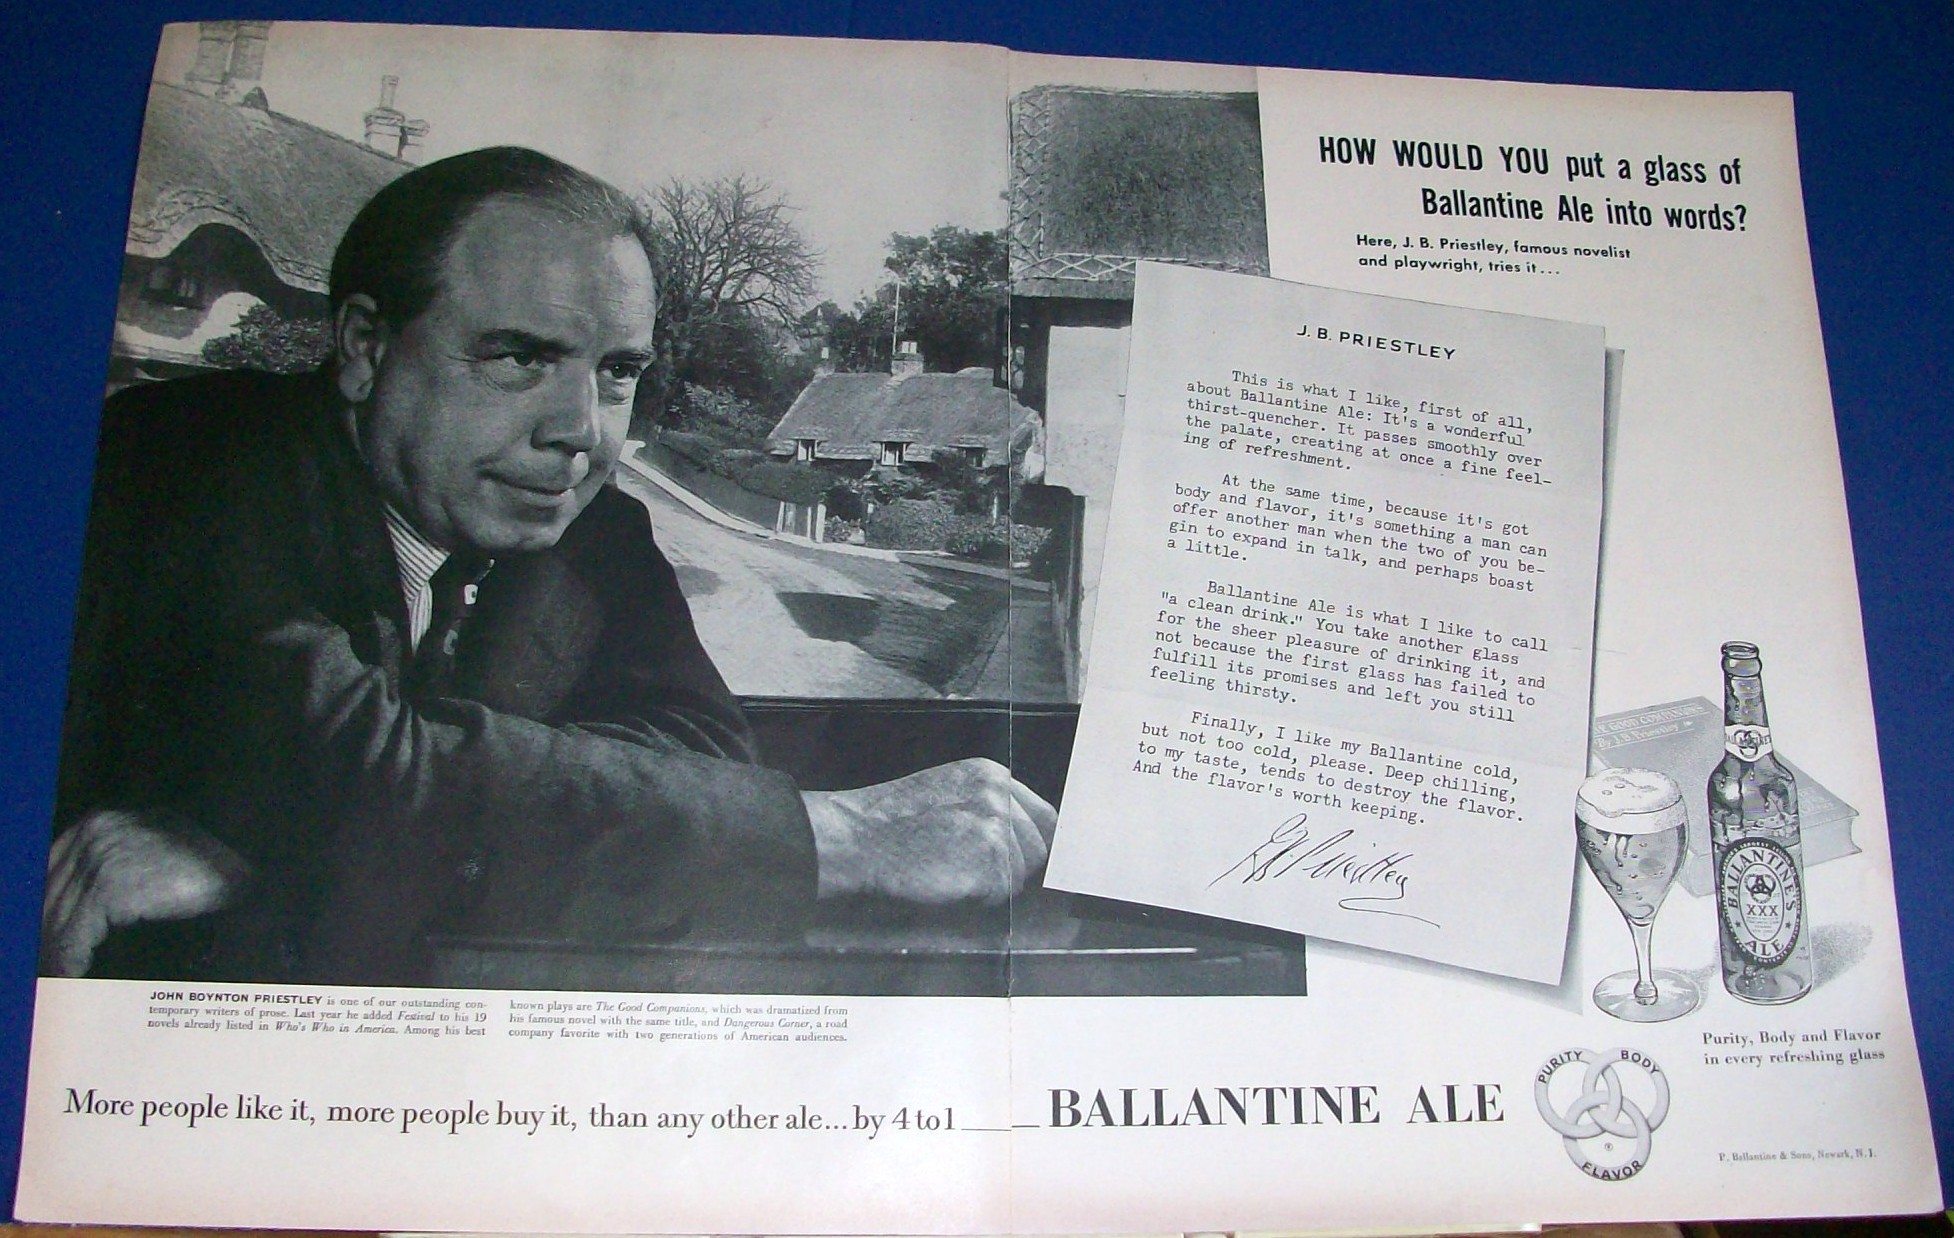 HOW WOULD YOU put a glass of
Ballantine Ale into words?
Here, J. B. Priestley, famous novelist
and playwright, tries it...
J. B. PRIESTLEY
This is what I like, first of all,
about Ballantine Ale: It's a wonderful
thirst-quencher. It passes smoothly over
the palate, creating at once a fine feel-
ing of refreshment.
At the same time, because it's got
body and flavor, it's something a man can
offer another man when the two of you be-
gin to expand in talk, and perhaps boast
a little.
Ballantine Ale is what I like to call
"a clean drink." You take another glass
for the sheer pleasure of drinking it, and
not because the first glass has failed to
fulfill its promises and left you still
feeling thirsty.
Finally, I like my Ballantine cold,
but not too cold, please. Deep chilling,
to my taste, tends to destroy the flavor.
And the flavor's worth keeping.
J.B. Priestley
GOOD COMPANIONS
By J.B. Priestley
BALLANTINE'S
XXX
ALE
JOHN BOYNTON PRIESTLEY is one of our outstanding con-
temporary writers of prose. Last year he added Festival to his 19
novels already listed in Who's Who in America. Among his best
known plays are The Good Companions, which was dramatized from
his famous novel with the same title, and Dangerous Corner, a road
company favorite with two generations of American audiences.
Purity, Body and Flavor
in every refreshing glass
PURITY BODY
FLAVOR
More people like it, more people buy it, than any other ale...by 4 to 1 BALLANTINE ALE
P. Ballantine & Sons, Newark, N. J.